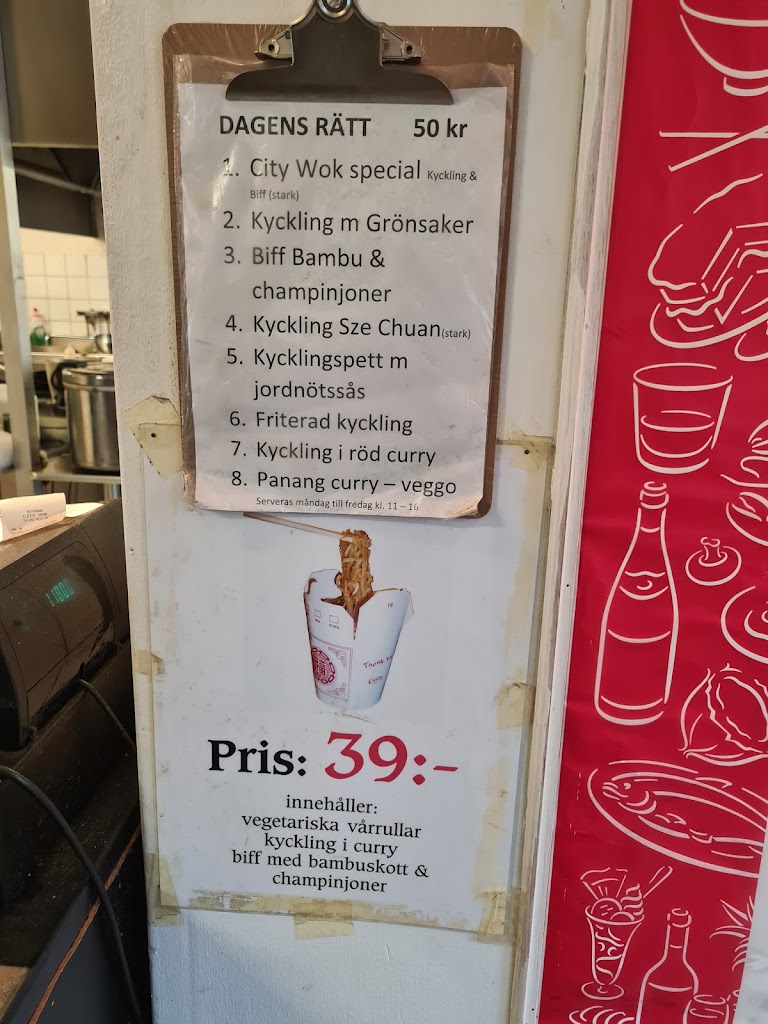 DAGENS RÄTT 50 kr
1. City Wok special Kyckling &
Biff (stark)
2. Kyckling m Grönsaker
3. Biff Bambu &
champinjoner
4. Kyckling Sze Chuan(stark)
5. Kycklingspett m
jordnötssås
6. Friterad kyckling
7. Kyckling i röd curry
8. Panang curry – veggo
Serveras måndag till fredag kl. 11 – 16
Thank
Pris: 39:-
innehåller:
vegetariska vårrullar
kyckling i curry
biff med bambuskott &
champinjoner